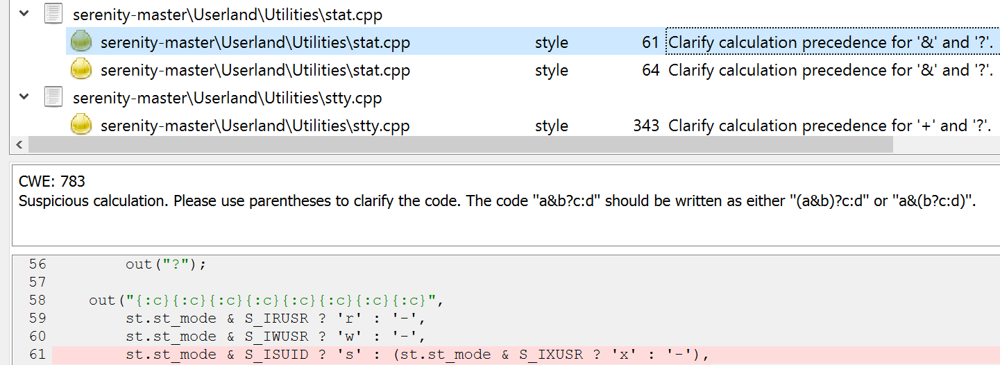 serenity-master\Userland\Utilities\stat.cpp
serenity-master\Userland\Utilities\stat.cpp style 61 Clarify calculation precedence for '&' and '?'.
serenity-master\Userland\Utilities\stat.cpp style 64 Clarify calculation precedence for '&' and '?'.
serenity-master\Userland\Utilities\stty.cpp
serenity-master\Userland\Utilities\stty.cpp style 343 Clarify calculation precedence for '+' and '?'.
CWE: 783
Suspicious calculation. Please use parentheses to clarify the code. The code "a&b?c:d" should be written as either "(a&b)?c:d" or "a&(b?c:d)".
56 out("?");
57
58 out("{:c}{:c}{:c}{:c}{:c}{:c}{:c}{:c}",
59 st.st_mode & S_IRUSR ? 'r' : '-',
60 st.st_mode & S_IWUSR ? 'w' : '-',
61 st.st_mode & S_ISUID ? 's' : (st.st_mode & S_IXUSR ? 'x' : '-'),